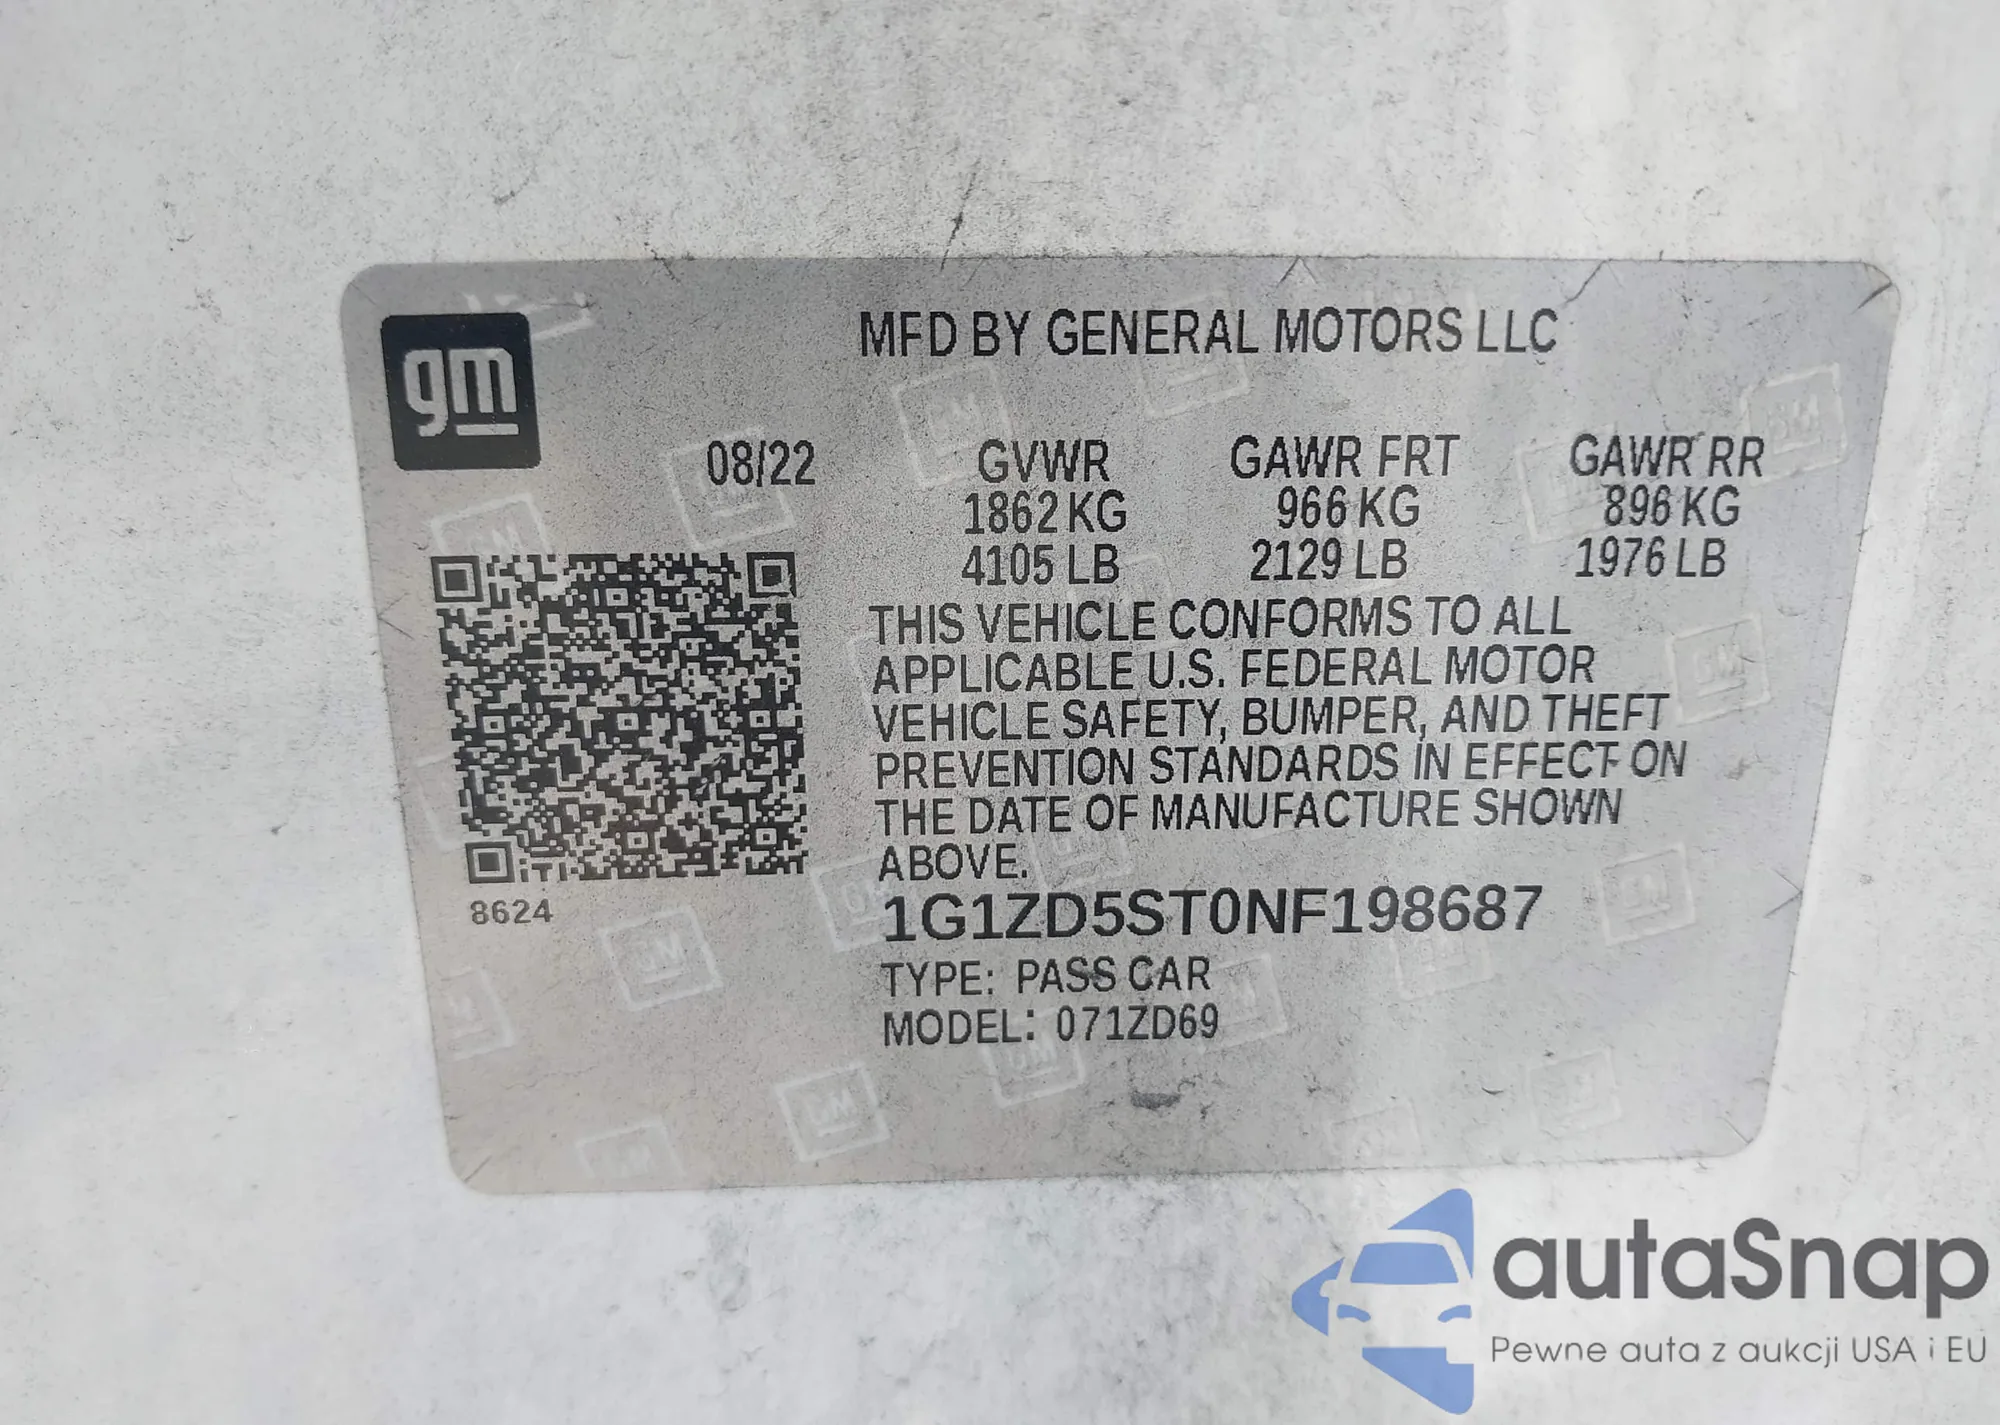 gm
MFD BY GENERAL MOTORS LLC
08/22 GVWR GAWR FRT GAWR RR
1862 KG 966 KG 896 KG
4105 LB 2129 LB 1976 LB
THIS VEHICLE CONFORMS TO ALL
APPLICABLE U.S. FEDERAL MOTOR
VEHICLE SAFETY, BUMPER, AND THEFT
PREVENTION STANDARDS IN EFFECT ON
THE DATE OF MANUFACTURE SHOWN
ABOVE.
8624
1G1ZD5ST0NF198687
TYPE: PASS CAR
MODEL: 071ZD69
autaSnap
Pewne auta z aukcji USA i EU